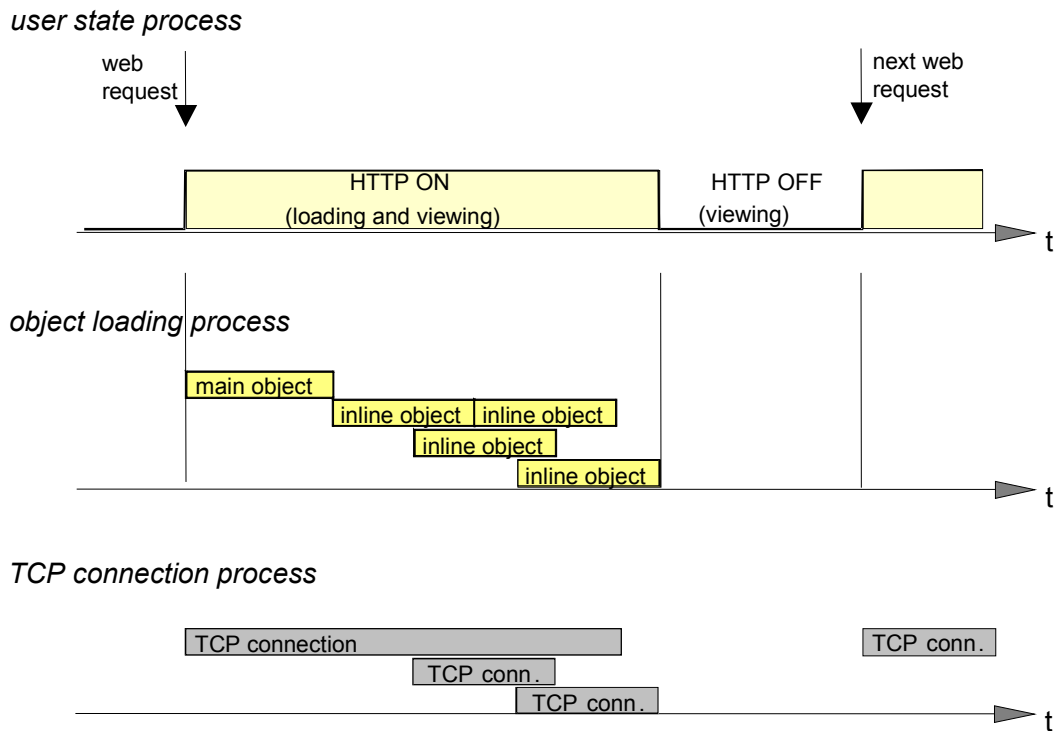 user state process
web
request
next web
request
HTTP ON
(loading and viewing)
HTTP OFF
(viewing)
t
object loading process
main object
inline object
inline object
inline object
inline object
t
TCP connection process
TCP connection
TCP conn.
TCP conn.
TCP conn.
t